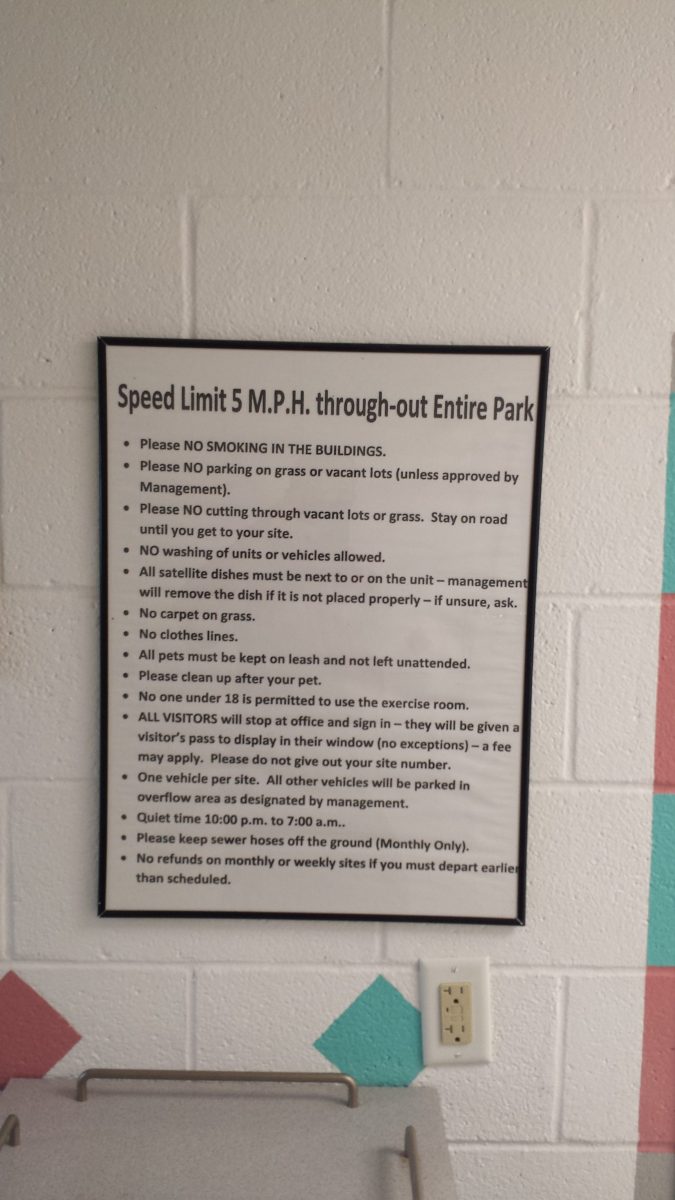 Speed Limit 5 M.P.H. through-out Entire Park
• Please NO SMOKING IN THE BUILDINGS.
• Please NO parking on grass or vacant lots (unless approved by
Management).
• Please NO cutting through vacant lots or grass. Stay on road
until you get to your site.
• NO washing of units or vehicles allowed.
• All satellite dishes must be next to or on the unit – management
will remove the dish if it is not placed properly – if unsure, ask.
• No carpet on grass.
• No clothes lines.
• All pets must be kept on leash and not left unattended.
• Please clean up after your pet.
• No one under 18 is permitted to use the exercise room.
• ALL VISITORS will stop at office and sign in – they will be given a
visitor's pass to display in their window (no exceptions) – a fee
may apply. Please do not give out your site number.
• One vehicle per site. All other vehicles will be parked in
overflow area as designated by management.
• Quiet time 10:00 p.m. to 7:00 a.m..
• Please keep sewer hoses off the ground (Monthly Only).
• No refunds on monthly or weekly sites if you must depart earlier
than scheduled.